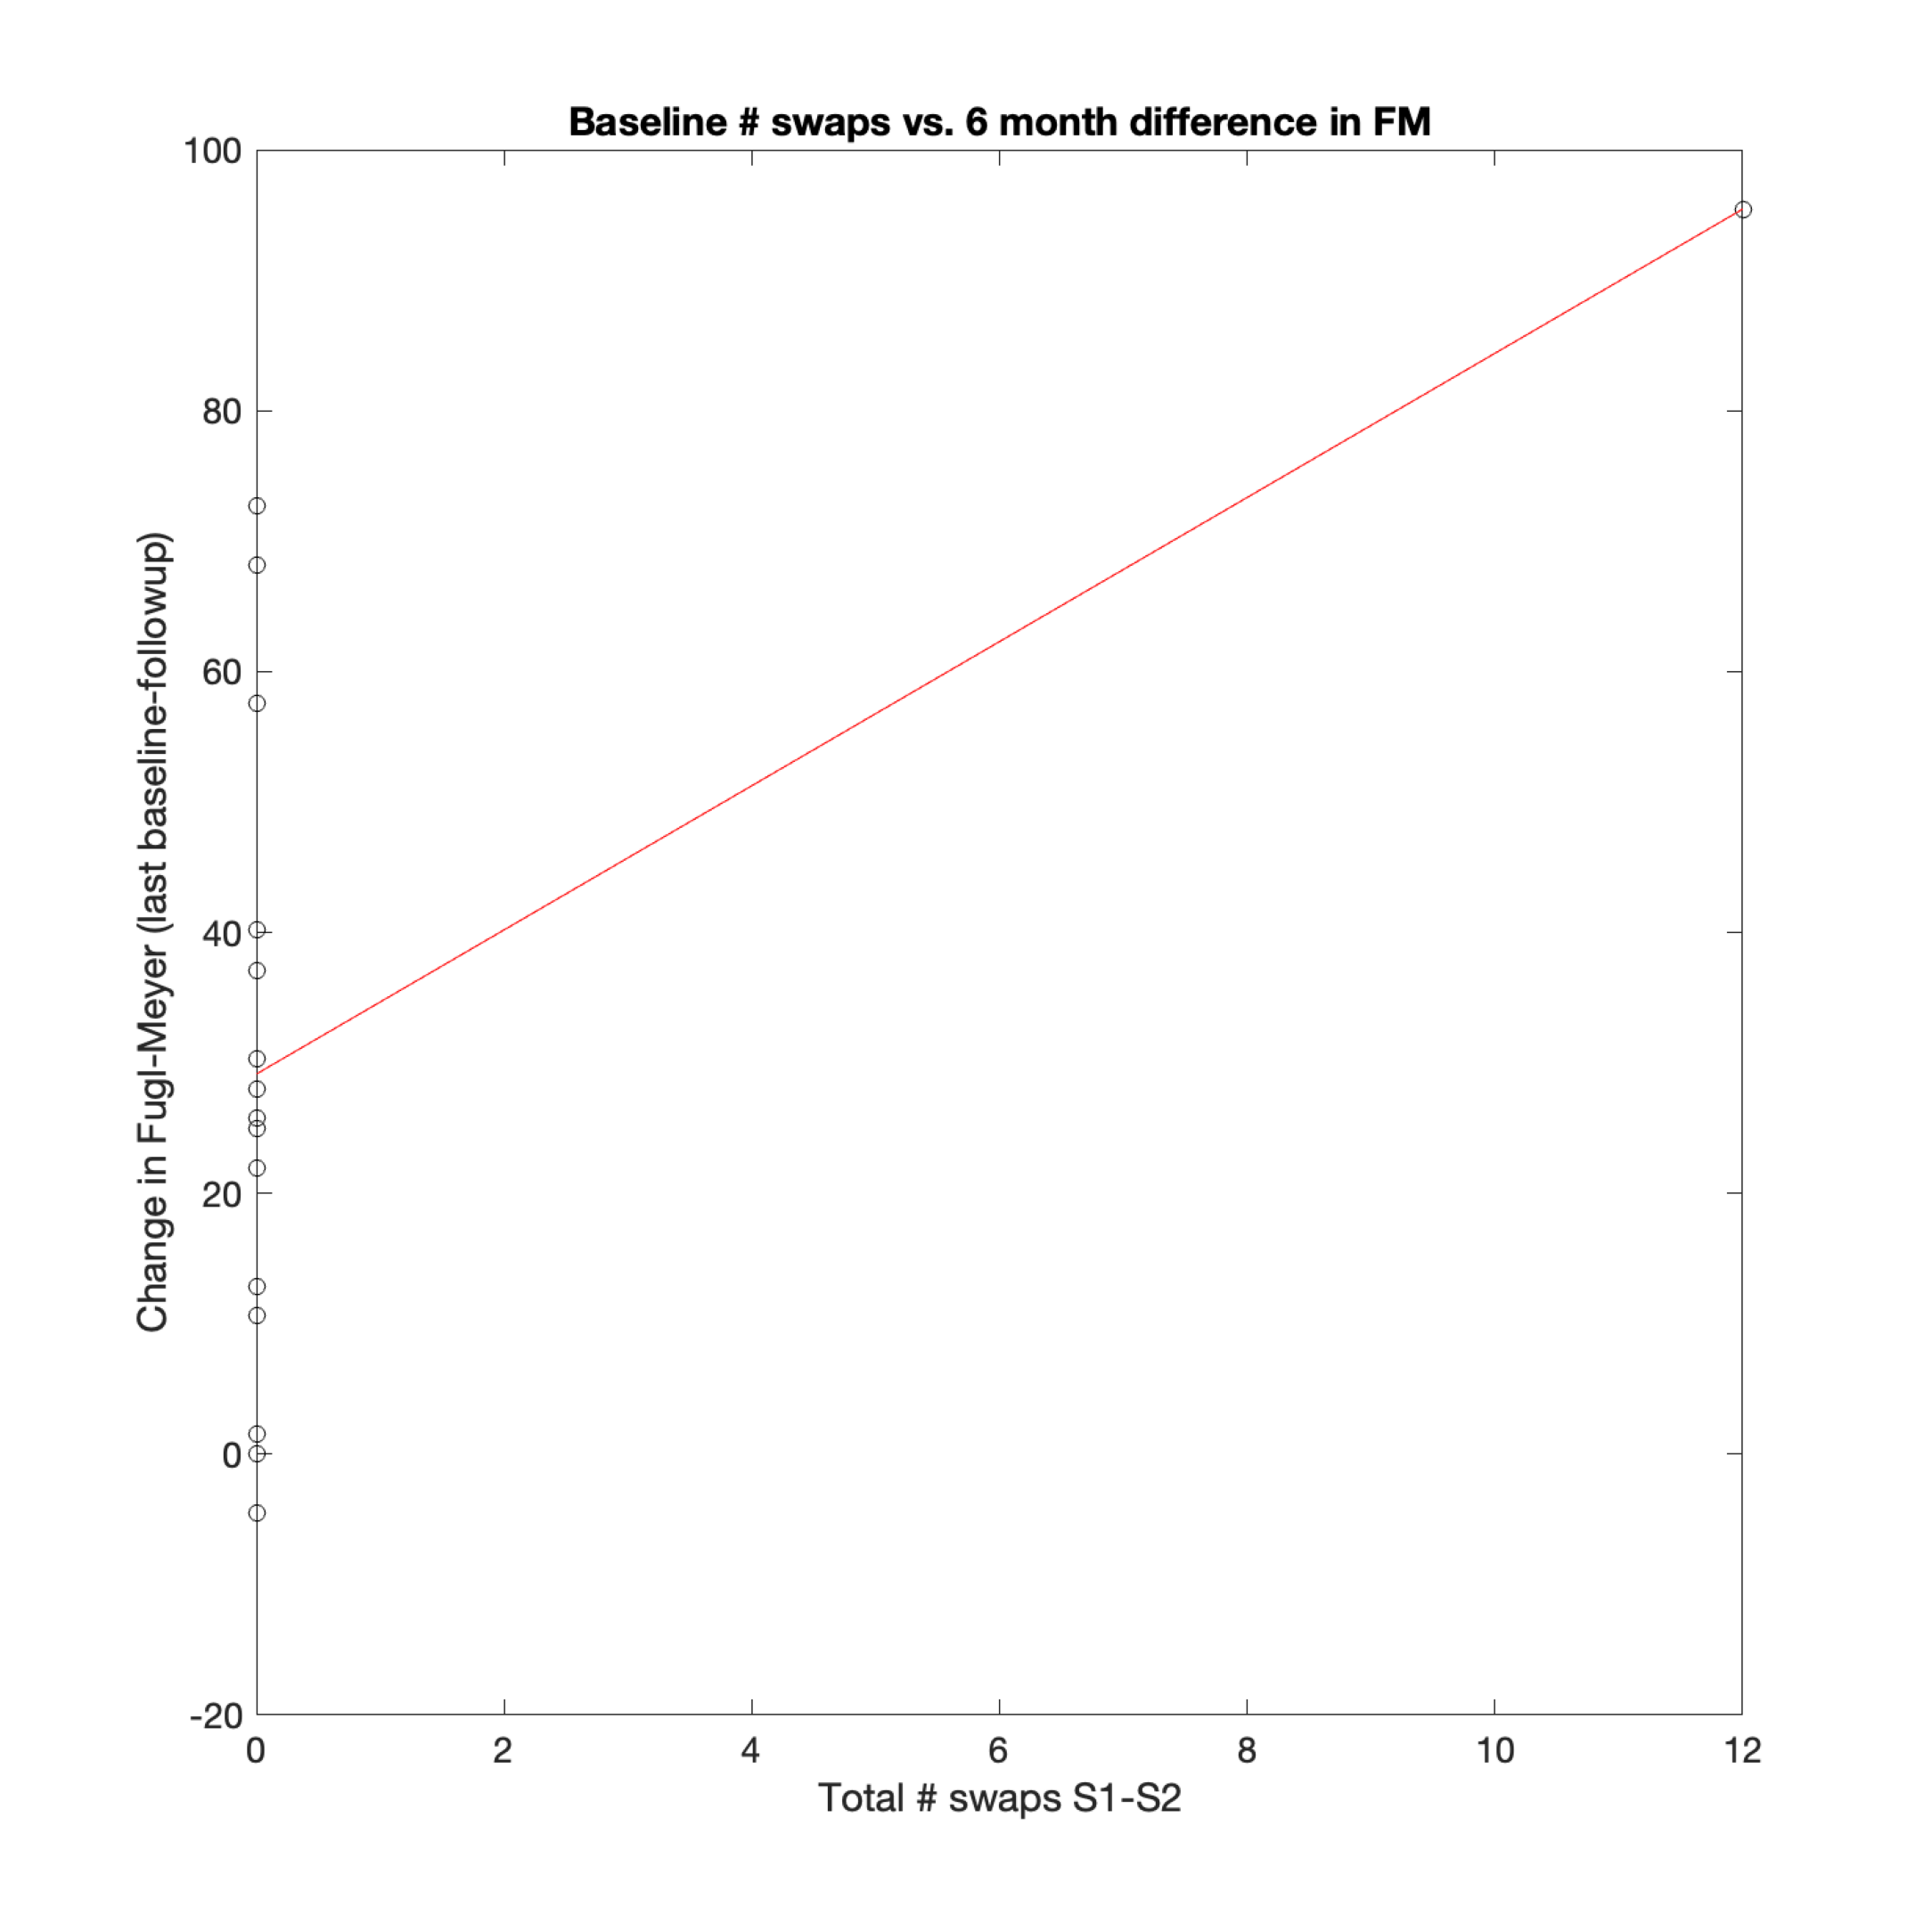 Baseline # swaps vs. 6 month difference in FM
100
80
60
40
20
0
-20
Change in Fugl-Meyer (last baseline-followup)
0 2 4 6 8 10 12
Total # swaps S1-S2